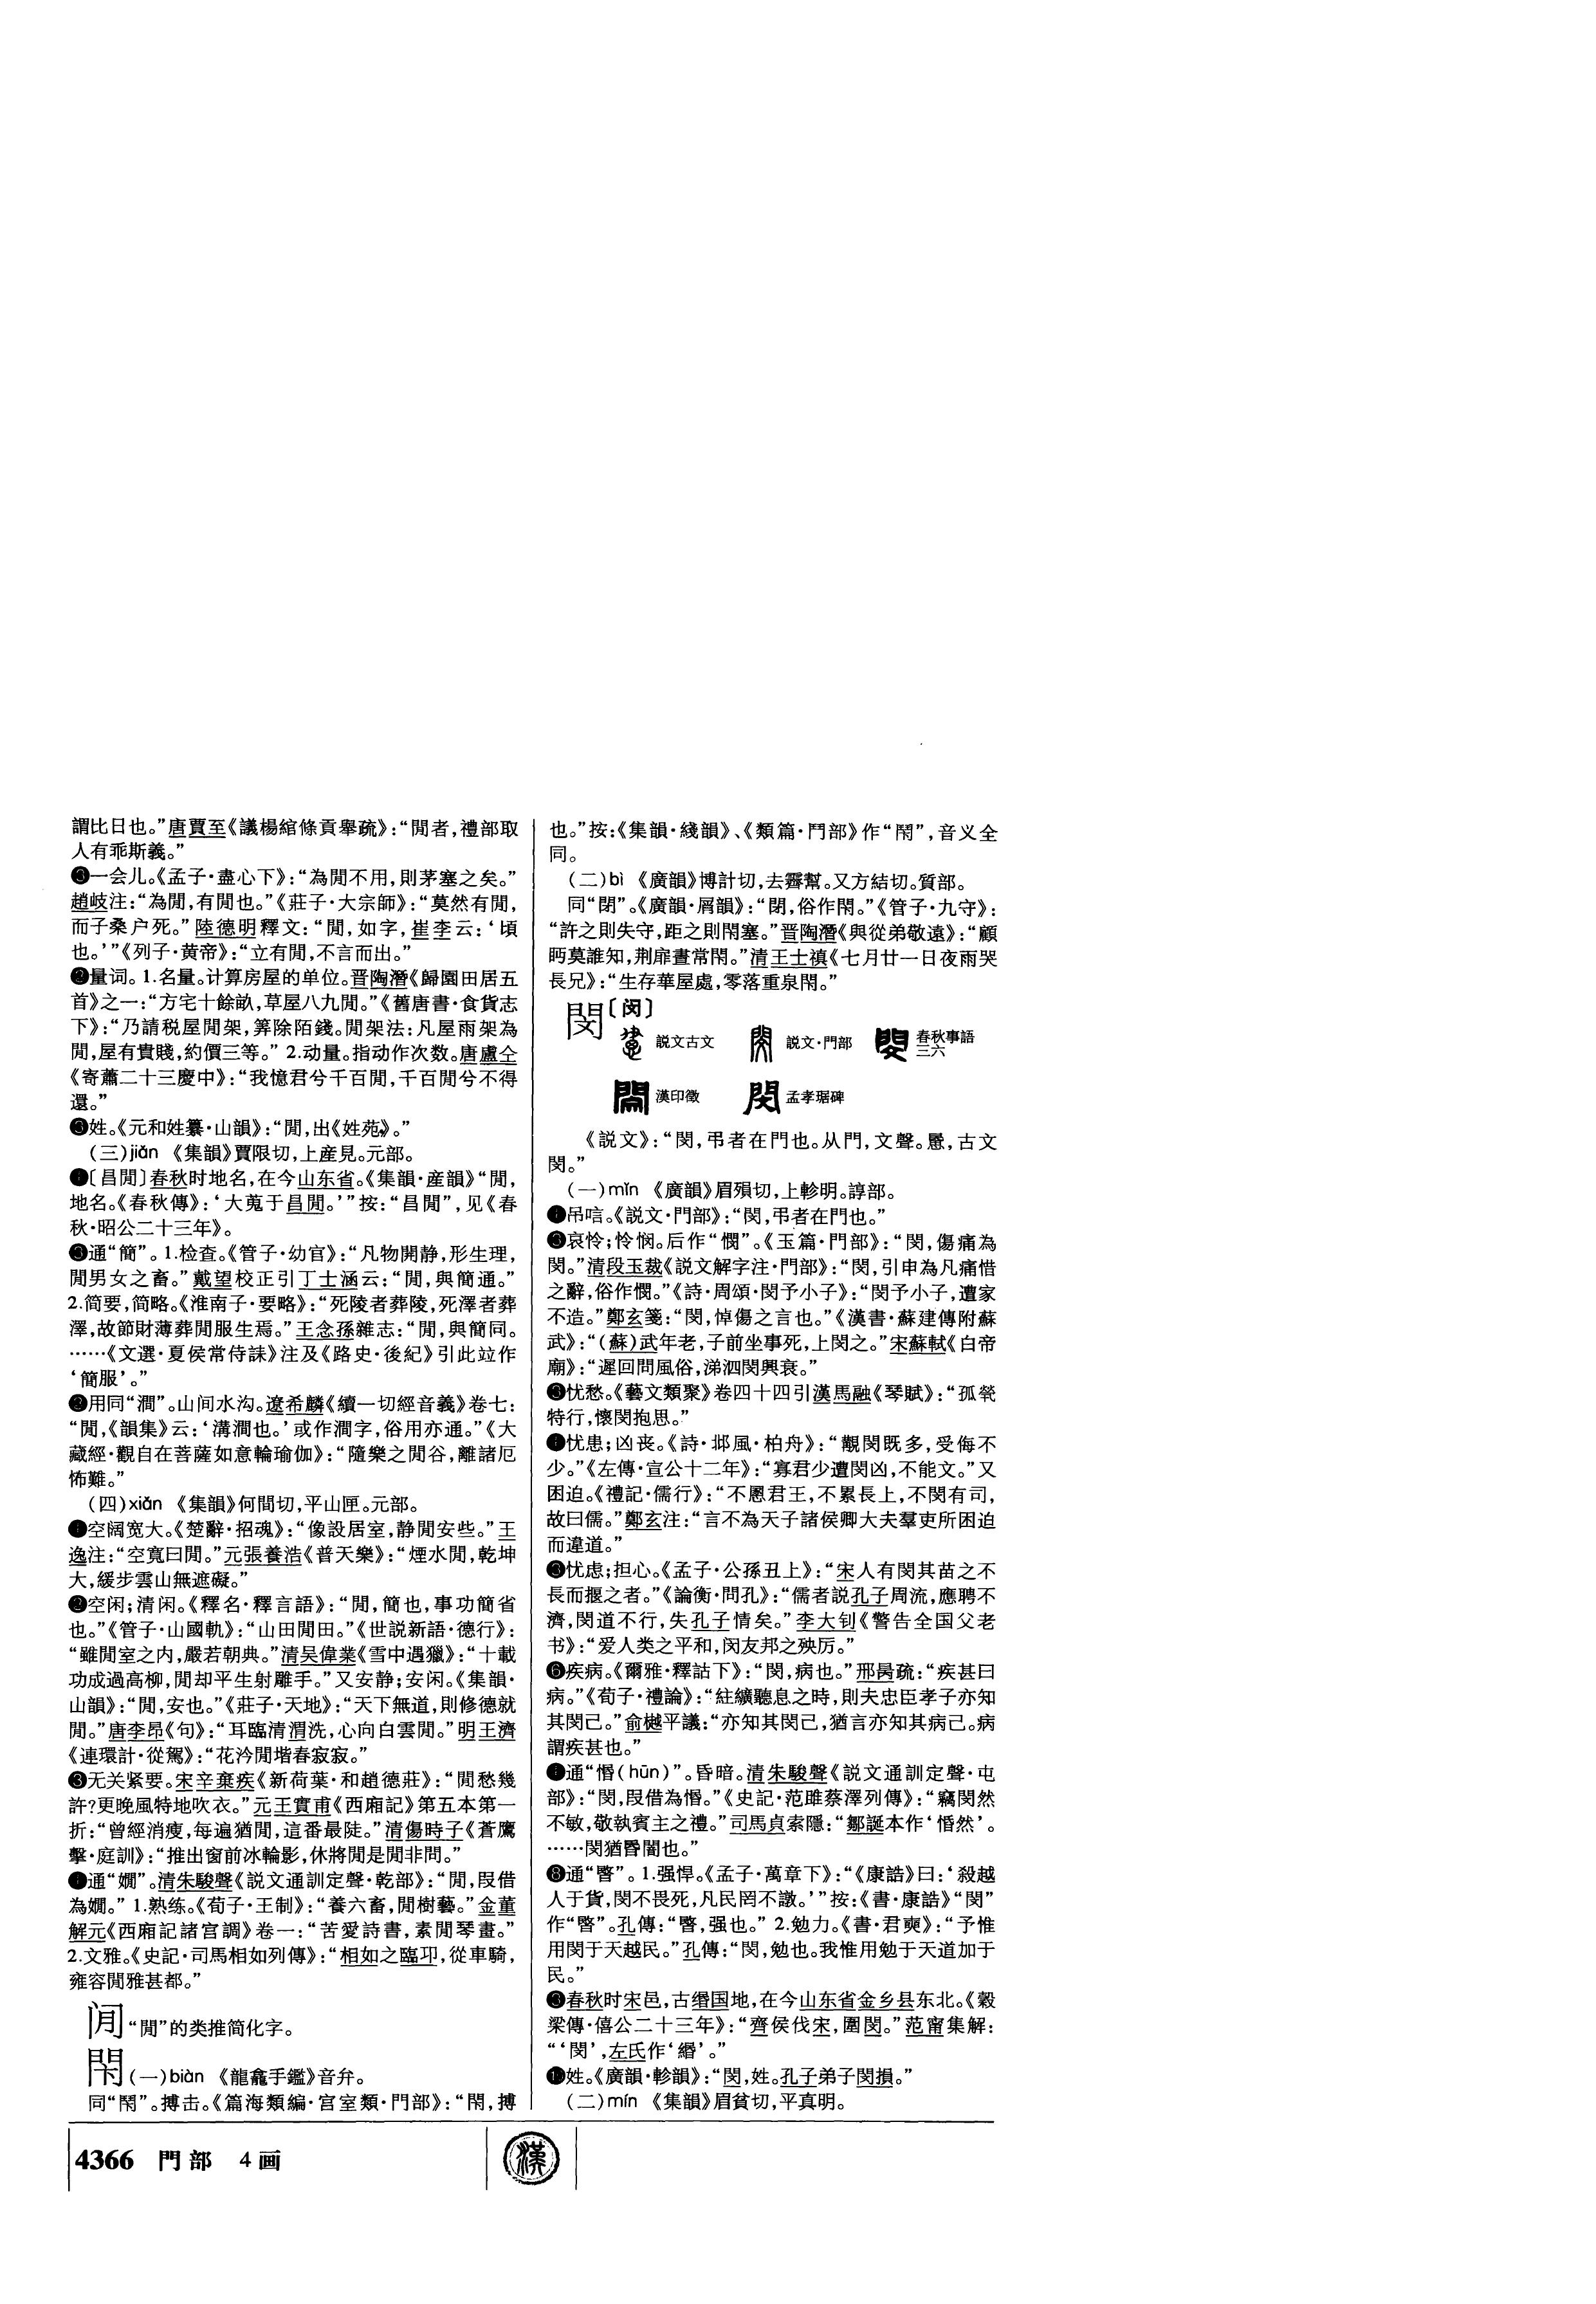 謂比日也。”唐賈至《議楊綰條貢舉疏》：“閒者，禮部取
人有乖斯義。”
一会儿。《孟子·盡心下》：“為閒不用，則茅塞之矣。”
趙岐注：“為閒，有閒也。”《莊子·大宗師》：“莫然有閒，
而子桑户死。”陸德明釋文：“閒，如字，崔李云：‘頃
也。’”《列子·黄帝》：“立有閒，不言而出。”
量词。1.名量。计算房屋的单位。晋陶潛《歸園田居五
首》之一：“方宅十餘畝，草屋八九閒。”《舊唐書·食貨志
下》：“乃請税屋閒架，筭除陌錢。閒架法：凡屋兩架為
閒，屋有貴賤，約價三等。”2.动量。指动作次数。唐盧仝
《寄蕭二十三慶中》：“我憶君兮千百閒，千百閒兮不得
還。”
姓。《元和姓纂·山韻》：“閒，出《姓苑》。”
（三）jiǎn 《集韻》賈限切，上産見。元部。
〔昌閒〕春秋时地名，在今山东省。《集韻·産韻》“閒，
地名。《春秋傳》：‘大蒐于昌閒。’”按：“昌閒”，见《春
秋·昭公二十三年》。
通“簡”。1.检查。《管子·幼官》：“凡物開静，形生理，
閒男女之畜。”戴望校正引丁士涵云：“閒，與簡通。”
2.简要，简略。《淮南子·要略》：“死陵者葬陵，死澤者葬
澤，故節財薄葬閒服生焉。”王念孫雜志：“閒，與簡同。
……《文選·夏侯常侍誄》注及《路史·後紀》引此竝作
‘簡服’。”
❷用同“澗”。山间水沟。遼希麟《續一切經音義》卷七：
“閒，《韻集》云：‘溝澗也。’或作澗字，俗用亦通。”《大
藏經·觀自在菩薩如意輪瑜伽》：“隨樂之閒谷，離諸厄
怖難。”
（四）xián 《集韻》何間切，平山匣。元部。
空阔宽大。《楚辭·招魂》：“像設居室，静閒安些。”王
逸注：“空寬曰閒。”元張養浩《普天樂》：“煙水閒，乾坤
大，緩步雲山無遮礙。”
❷空闲；清闲。《釋名·釋言語》：“閒，簡也，事功簡省
也。”《管子·山國軌》：“山田閒田。”《世説新語·德行》：
“雖閒室之内，嚴若朝典。”清吴偉業《雪中遇獵》：“十載
功成過高柳，閒却平生射雕手。”又安静；安闲。《集韻·
山韻》：“閒，安也。”《莊子·天地》：“天下無道，則修德就
閒。”唐李昂《句》：“耳臨清渭洗，心向白雲閒。”明王濟
《連環計·從駕》：“花沴閒堦春寂寂。”
❸无关紧要。宋辛棄疾《新荷葉·和趙德莊》：“閒愁幾
許？更晚風特地吹衣。”元王實甫《西廂記》第五本第一
折：“曾經消瘦，每遍猶閒，這番最陡。”清傷時子《蒼鷹
擊·庭訓》：“推出窗前冰輪影，休將閒是閒非問。”
通“嫺”。清朱駿聲《説文通訓定聲·乾部》：“閒，叚借
為嫺。”1.熟练。《荀子·王制》：“養六畜，閒樹藝。”金董
解元《西廂記諸宫調》卷一：“苦愛詩書，素閒琴畫。”
2.文雅。《史記·司馬相如列傳》：“相如之臨邛，從車騎，
雍容閒雅甚都。”
“閒”的类推简化字。
閇（一）biàn 《龍龕手鑑》音弁。
同“鬦”。搏击。《篇海類編·宫室類·門部》：“閇，搏
也。”按：《集韻·綫韻》、《類篇·鬥部》作“”，音义全
同。
（二）bì 《廣韻》博計切，去霽幫。又方結切。質部。
同“閉”。《廣韻·屑韻》：“閉，俗作閇。”《管子·九守》：
“許之則失守，距之則閇塞。”晋陶潛《與從弟敬遠》：“顧
眄莫誰知，荆扉晝常閇。”清王士禛《七月廿一日夜雨哭
長兄》：“生存華屋處，零落重泉閇。”
閔〔闵〕
説文古文 説文·門部 春秋事語三六
漢印徵 孟孝琚碑
《説文》：“閔，弔者在門也。从門，文聲。，古文
閔。”
（一）mǐn 《廣韻》眉殞切，上軫明。諄部。
吊唁。《説文·門部》：“閔，弔者在門也。”
哀怜；怜悯。后作“憫”。《玉篇·門部》：“閔，傷痛為
閔。”清段玉裁《説文解字注·門部》：“閔，引申為凡痛惜
之辭，俗作憫。”《詩·周頌·閔予小子》：“閔予小子，遭家
不造。”鄭玄箋：“閔，悼傷之言也。”《漢書·蘇建傳附蘇
武》：“（蘇）武年老，子前坐事死，上閔之。”宋蘇軾《白帝
廟》：“遲回問風俗，涕泗閔興衰。”
忧愁。《藝文類聚》卷四十四引漢馬融《琴賦》：“孤煢
特行，懷閔抱思。”
忧患；凶丧。《詩·邶風·柏舟》：“觏閔既多，受侮不
少。”《左傳·宣公十二年》：“寡君少遭閔凶，不能文。”又
困迫。《禮記·儒行》：“不慁君王，不累長上，不閔有司，
故曰儒。”鄭玄注：“言不為天子諸侯卿大夫羣吏所困迫
而違道。”
忧虑；担心。《孟子·公孫丑上》：“宋人有閔其苗之不
長而揠之者。”《論衡·問孔》：“儒者説孔子周流，應聘不
濟，閔道不行，失孔子情矣。”李大钊《警告全国父老
书》：“爱人类之平和，闵友邦之殃厉。”
❻疾病。《爾雅·釋詁下》：“閔，病也。”邢昺疏：“疾甚曰
病。”《荀子·禮論》：“紸纊聽息之時，則夫忠臣孝子亦知
其閔已。”俞樾平議：“亦知其閔已，猶言亦知其病已。病
謂疾甚也。”
通“惛（hūn）”。昏暗。清朱駿聲《説文通訓定聲·屯
部》：“閔，叚借為惛。”《史記·范雎蔡澤列傳》：“竊閔然
不敏，敬執賓主之禮。”司馬貞索隱：“鄒誕本作‘惛然’。
……閔猶昬闇也。”
❽通“暋”。1.强悍。《孟子·萬章下》：“《康誥》曰：‘殺越
人于貨，閔不畏死，凡民罔不譈。’”按：《書·康誥》“閔”
作“暋”。孔傳：“暋，强也。”2.勉力。《書·君奭》：“予惟
用閔于天越民。”孔傳：“閔，勉也。我惟用勉于天道加于
民。”
春秋时宋邑，古缗国地，在今山东省金乡县东北。《穀
梁傳·僖公二十三年》：“齊侯伐宋，圍閔。”范甯集解：
“‘閔’，左氏作‘緡’。”
姓。《廣韻·軫韻》：“閔，姓。孔子弟子閔損。”
（二）mín 《集韻》眉貧切，平真明。
4366 門部 4画
漢